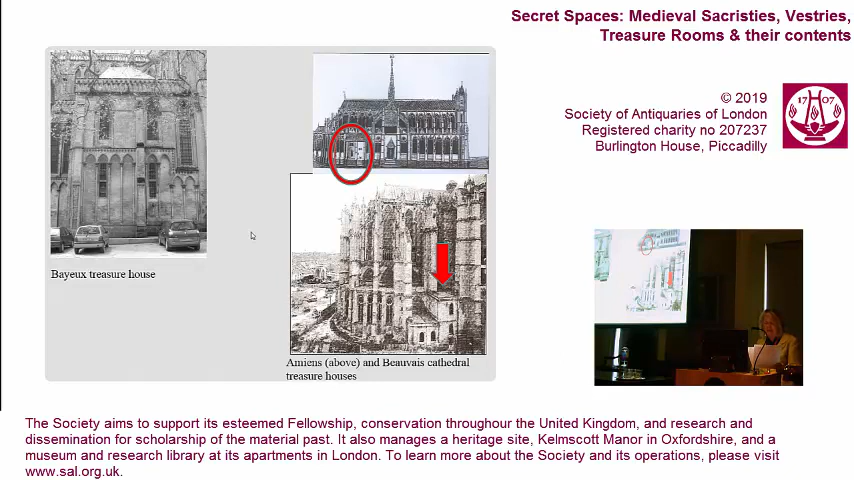 Secret Spaces: Medieval Sacristies, Vestries,
Treasure Rooms & their contents
© 2019
Society of Antiquaries of London
Registered charity no 207237
Burlington House, Piccadilly
17 07
Bayeux treasure house
Amiens (above) and Beauvais cathedral
treasure houses
The Society aims to support its esteemed Fellowship, conservation throughour the United Kingdom, and research and
dissemination for scholarship of the material past. It also manages a heritage site, Kelmscott Manor in Oxfordshire, and a
museum and research library at its apartments in London. To learn more about the Society and its operations, please visit
www.sal.org.uk.